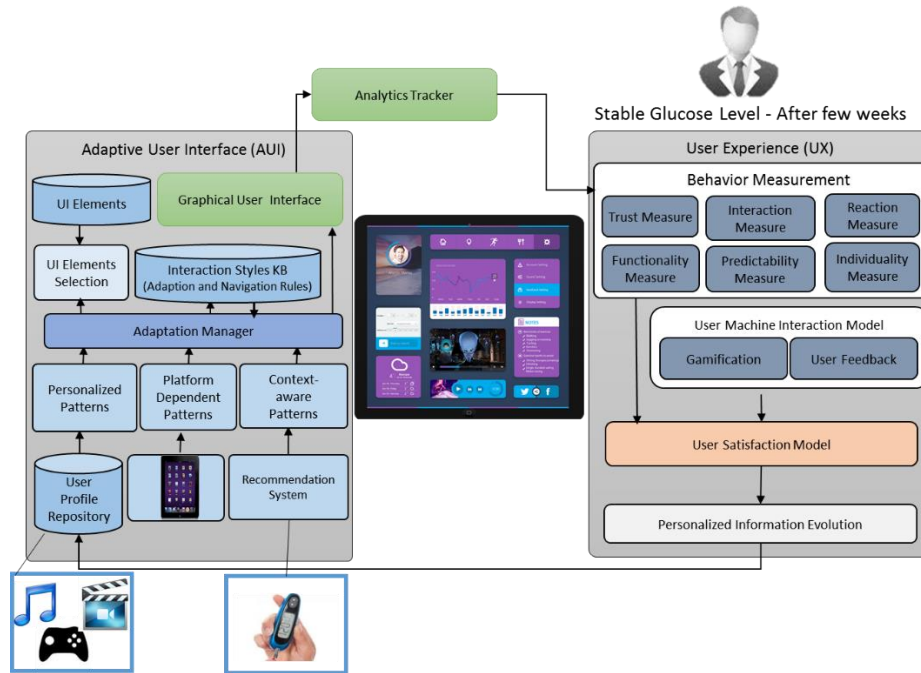 Analytics Tracker
Stable Glucose Level - After few weeks
Adaptive User Interface (AUI)
UI Elements
Graphical User Interface
UI Elements
Selection
Interaction Styles KB
(Adaption and Navigation Rules)
Adaptation Manager
Personalized
Patterns
Platform
Dependent
Patterns
Context-
aware
Patterns
User
Profile
Repository
Recommendation
System
NOTES
User Experience (UX)
Behavior Measurement
Trust Measure
Interaction
Measure
Reaction
Measure
Functionality
Measure
Predictability
Measure
Individuality
Measure
User Machine Interaction Model
Gamification
User Feedback
User Satisfaction Model
Personalized Information Evolution